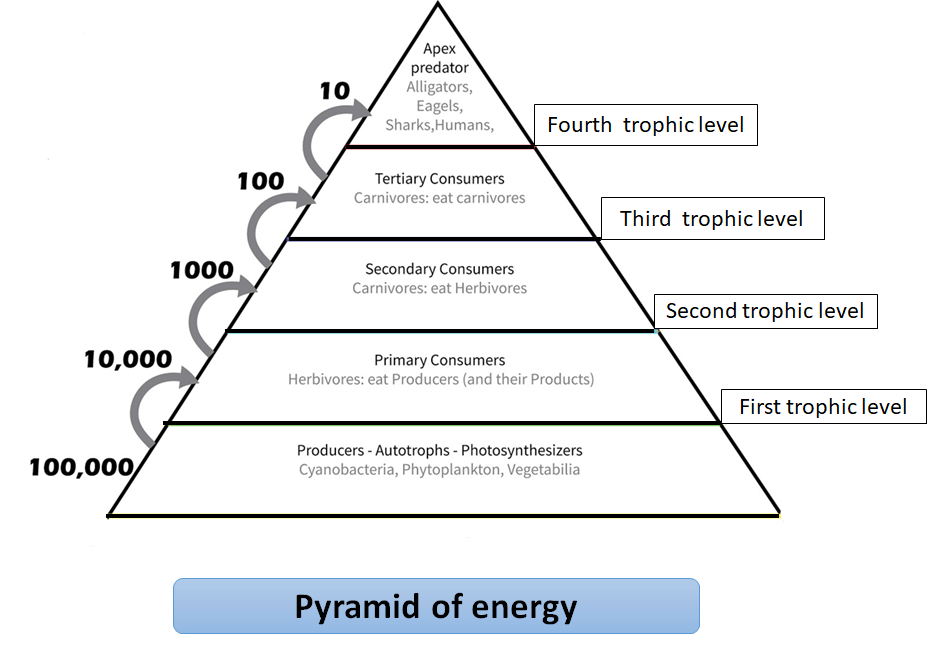 Apex
predator
Alligators,
Eagels,
Sharks,Humans,
10
Fourth trophic level
100
Tertiary Consumers
Carnivores: eat carnivores
Third trophic level
1000
Secondary Consumers
Carnivores: eat Herbivores
Second trophic level
10,000
Primary Consumers
Herbivores: eat Producers (and their Products)
First trophic level
100,000
Producers - Autotrophs - Photosynthesizers
Cyanobacteria, Phytoplankton, Vegetabilia
Pyramid of energy